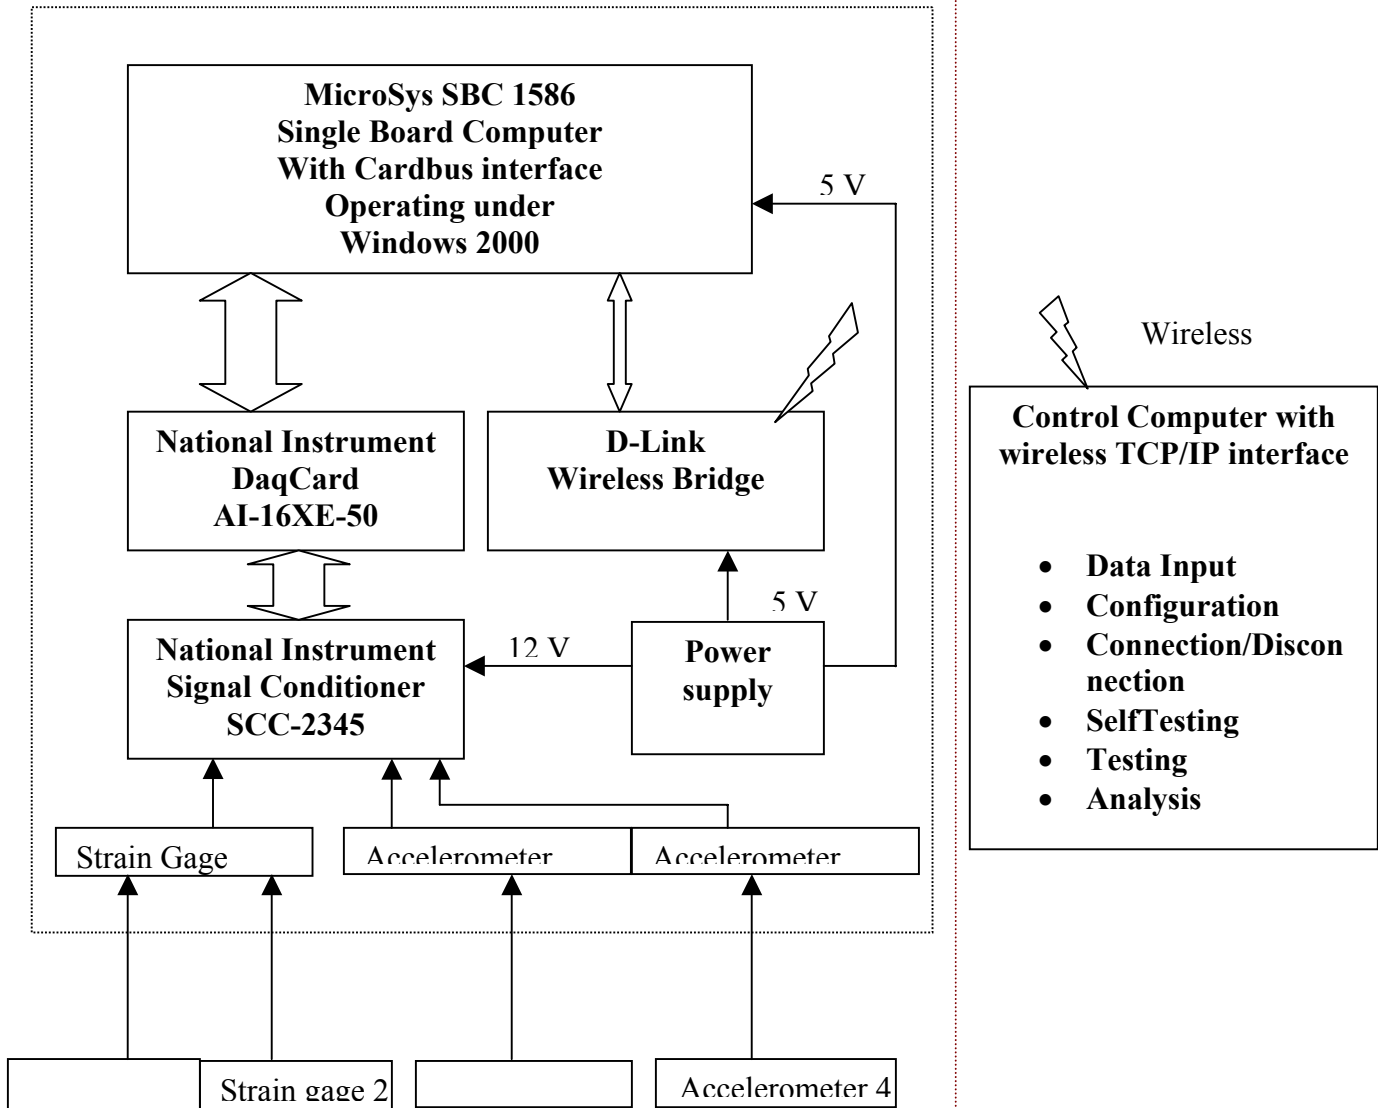 MicroSys SBC 1586
Single Board Computer
With Cardbus interface
Operating under
Windows 2000
5 V
Wireless
National Instrument
DaqCard
AI-16XE-50
D-Link
Wireless Bridge
Control Computer with
wireless TCP/IP interface
• Data Input
• Configuration
• Connection/Discon
nection
• SelfTesting
• Testing
• Analysis
5 V
National Instrument
Signal Conditioner
SCC-2345
12 V
Power
supply
Strain Gage
Accelerometer
Accelerometer
Strain gage 2
Accelerometer 4